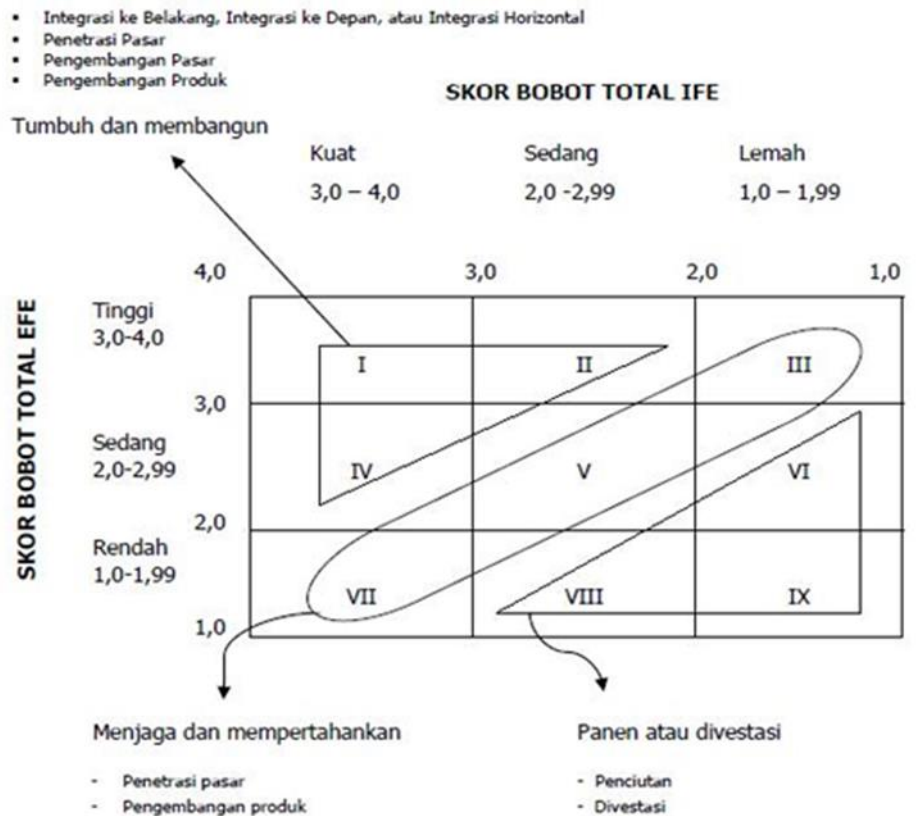 ▪ Integrasi ke Belakang, Integrasi ke Depan, atau Integrasi Horizontal
▪ Penetrasi Pasar
▪ Pengembangan Pasar
▪ Pengembangan Produk
SKOR BOBOT TOTAL IFE
Tumbuh dan membangun
Kuat Sedang Lemah
3,0 – 4,0 2,0 -2,99 1,0 – 1,99
4,0 3,0 2,0 1,0
SKOR BOBOT TOTAL EFE
Tinggi
3,0-4,0
I II III
3,0
Sedang
2,0-2,99
IV V VI
2,0
Rendah
1,0-1,99
VII VIII IX
1,0
Menjaga dan mempertahankan
- Penetrasi pasar
- Pengembangan produk
Panen atau divestasi
- Penciutan
- Divestasi